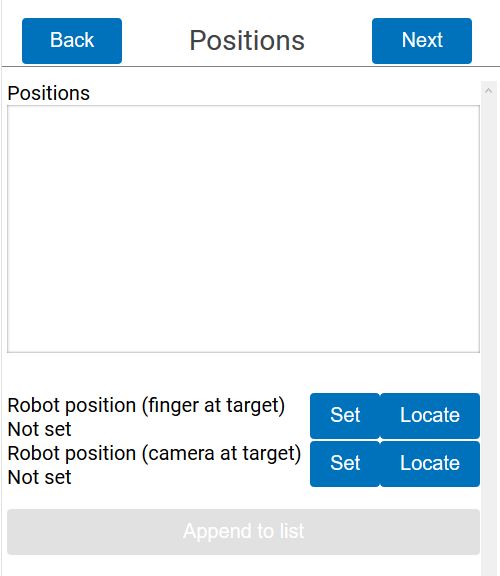 Back Positions Next
Positions
Robot position (finger at target) Set Locate
Not set
Robot position (camera at target) Set Locate
Not set
Append to list